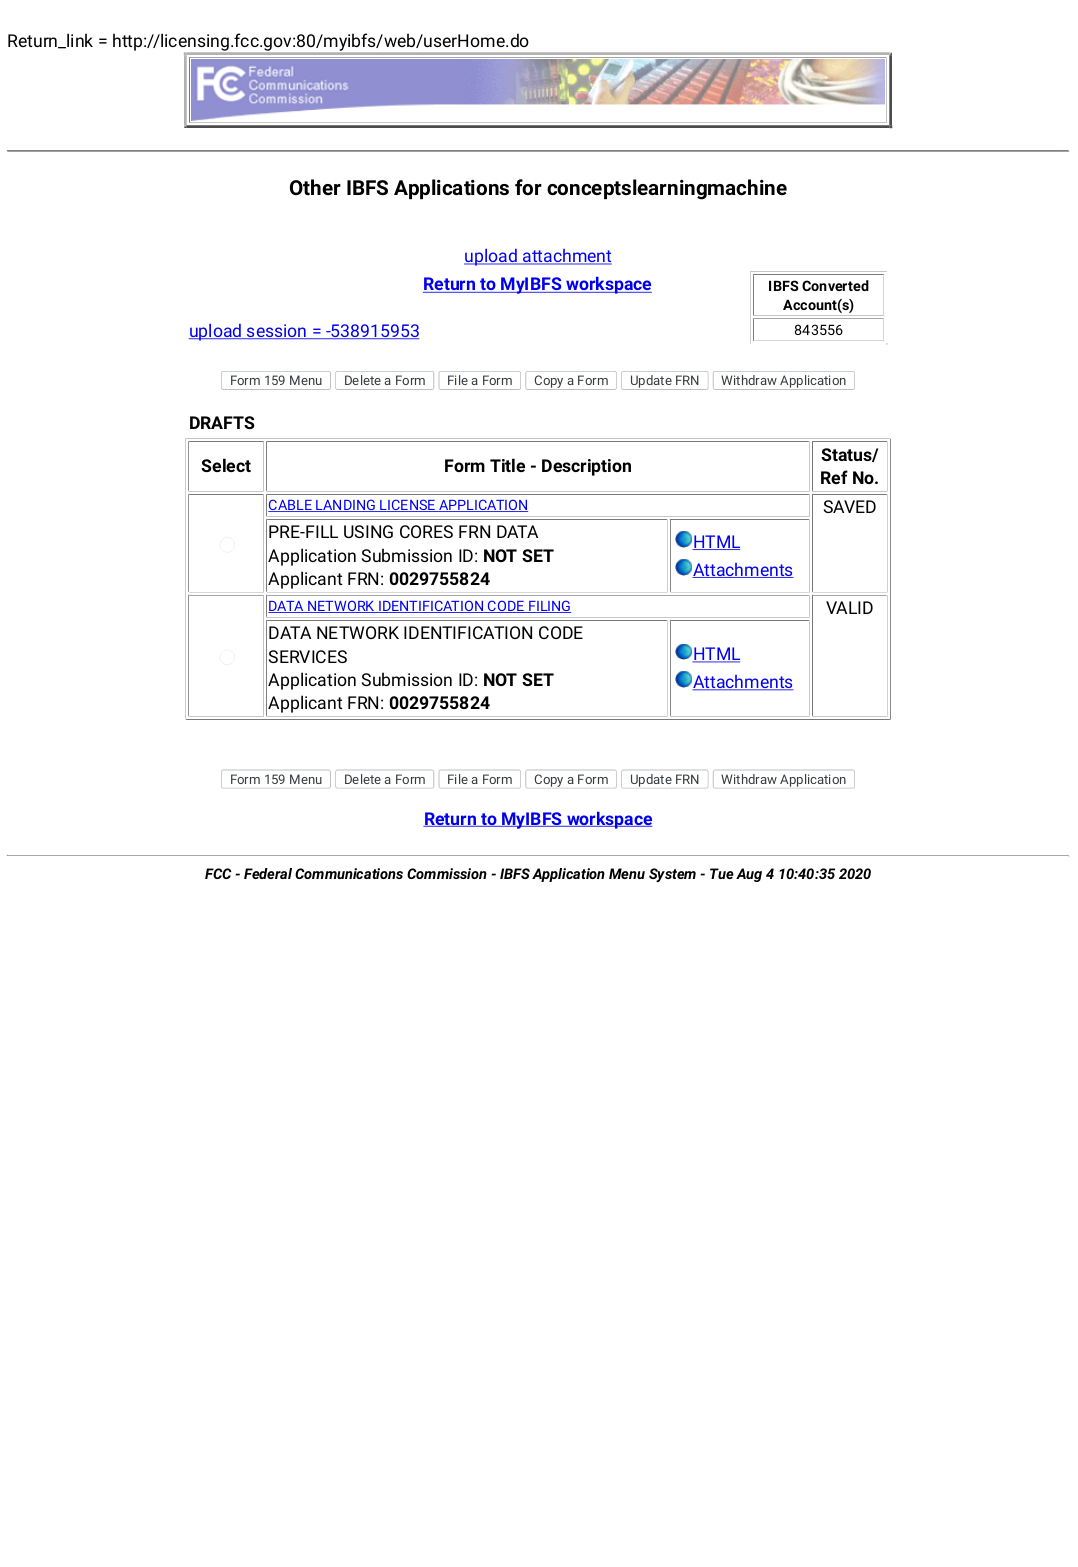 Return_link = http://licensing.fcc.gov:80/myibfs/web/userHome.do
FC Federal
Communications
Commission
Other IBFS Applications for conceptslearningmachine
upload attachment
Return to MyIBFS workspace
IBFS Converted
Account(s)
843556
upload session = -538915953
Form 159 Menu Delete a Form File a Form Copy a Form Update FRN Withdraw Application
DRAFTS
Select Form Title - Description Status/
Ref No.
CABLE LANDING LICENSE APPLICATION SAVED
PRE-FILL USING CORES FRN DATA
Application Submission ID: NOT SET
Applicant FRN: 0029755824
HTML
Attachments
DATA NETWORK IDENTIFICATION CODE FILING VALID
DATA NETWORK IDENTIFICATION CODE
SERVICES
Application Submission ID: NOT SET
Applicant FRN: 0029755824
HTML
Attachments
Form 159 Menu Delete a Form File a Form Copy a Form Update FRN Withdraw Application
Return to MyIBFS workspace
FCC - Federal Communications Commission - IBFS Application Menu System - Tue Aug 4 10:40:35 2020